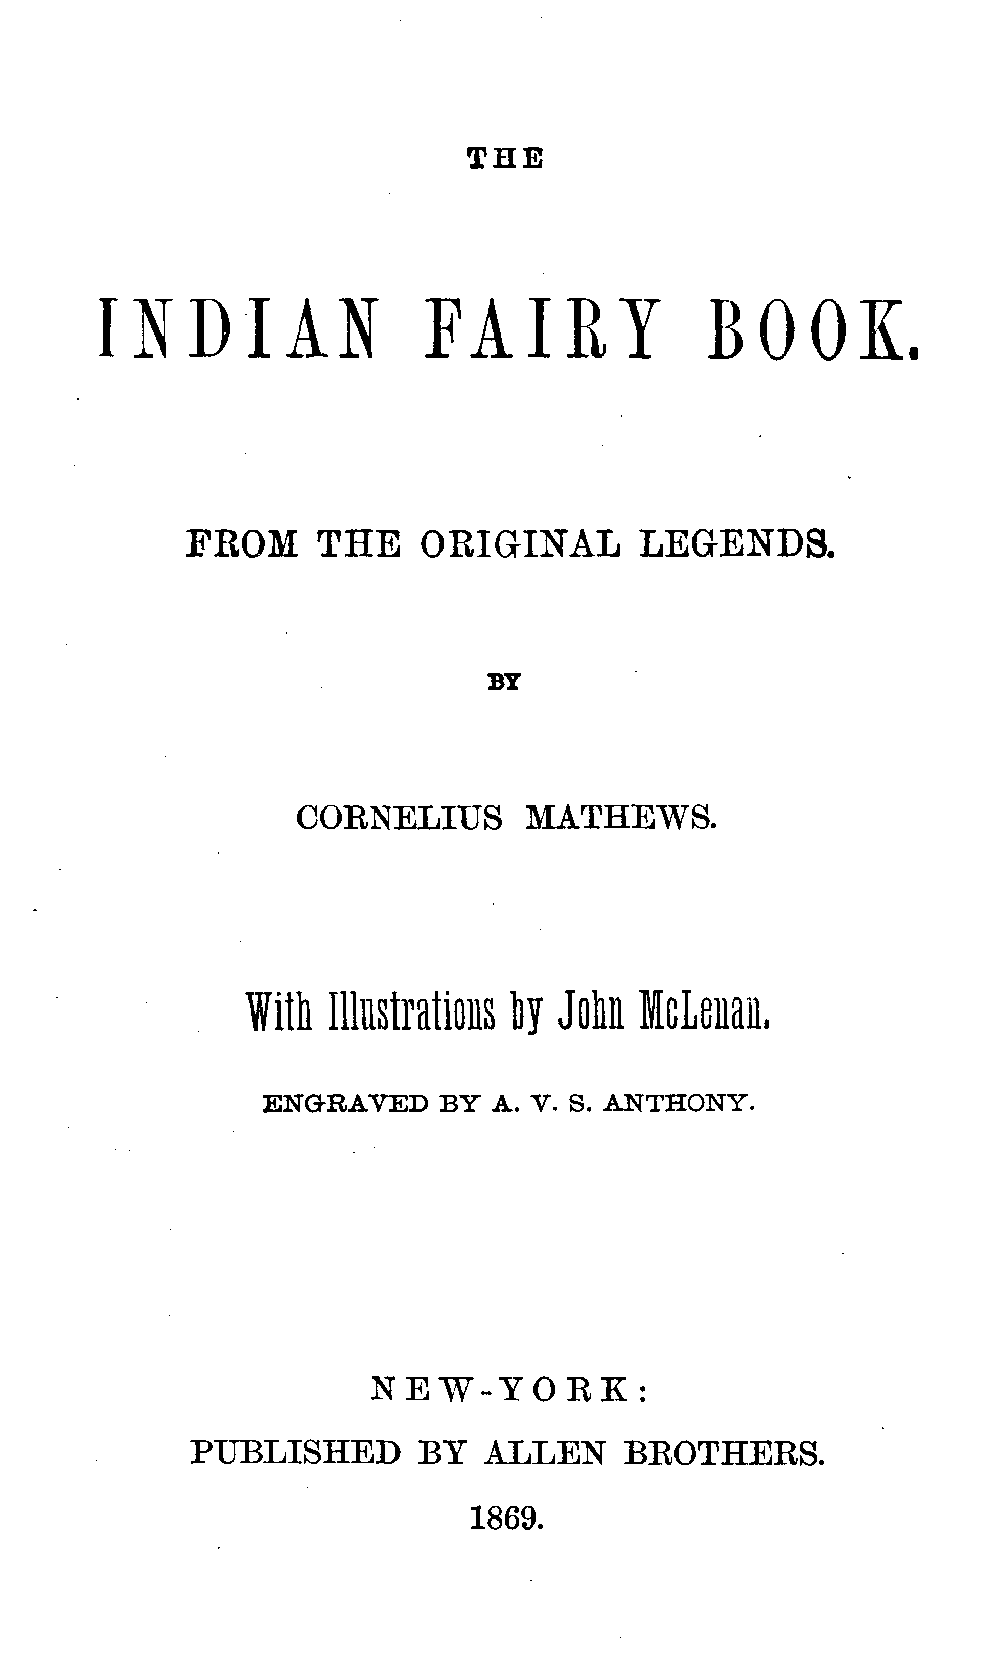 THE
INDIAN FAIRY BOOK.
FROM THE ORIGINAL LEGENDS.
BY
CORNELIUS MATHEWS.
With Illustrations by John McLenan.
ENGRAVED BY A. V. S. ANTHONY.
NEW-YORK:
PUBLISHED BY ALLEN BROTHERS.
1869.